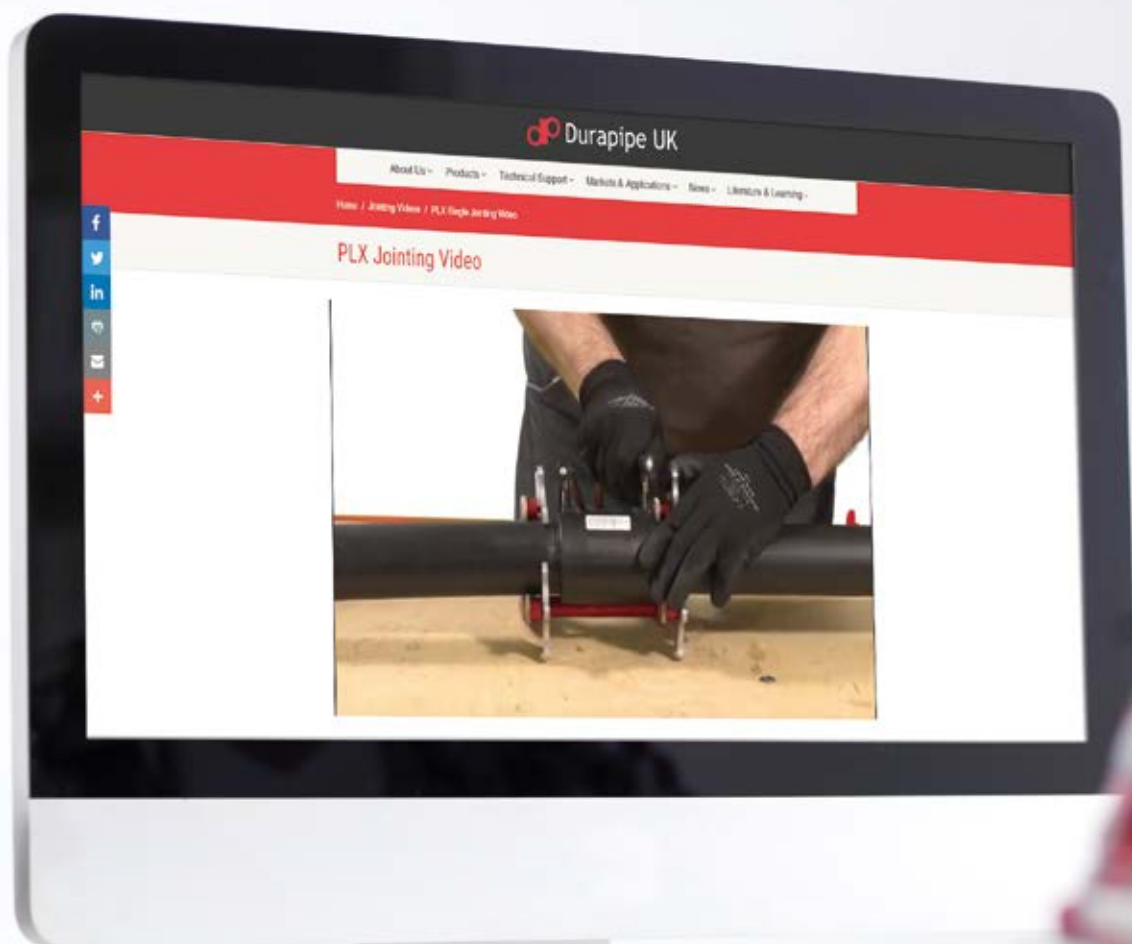 Durapipe UK
About Us Products Technical Support Markets & Applications News Literature & Learning
Home / Jointing Videos / PLX Single Jointing Video
PLX Jointing Video
f
in